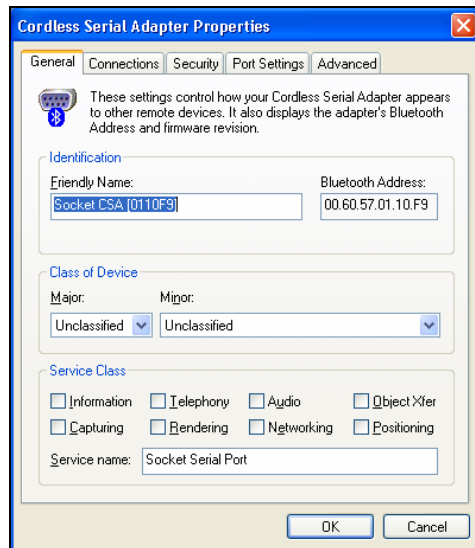 Cordless Serial Adapter Properties
General Connections Security Port Settings Advanced
These settings control how your Cordless Serial Adapter appears
to other remote devices. It also displays the adapter's Bluetooth
Address and firmware revision.
Identification
Friendly Name: Bluetooth Address:
Socket CSA [0110F9] 00.60.57.01.10.F9
Class of Device
Major: Minor:
Unclassified Unclassified
Service Class
Information Telephony Audio Object Xfer
Capturing Rendering Networking Positioning
Service name: Socket Serial Port
OK Cancel